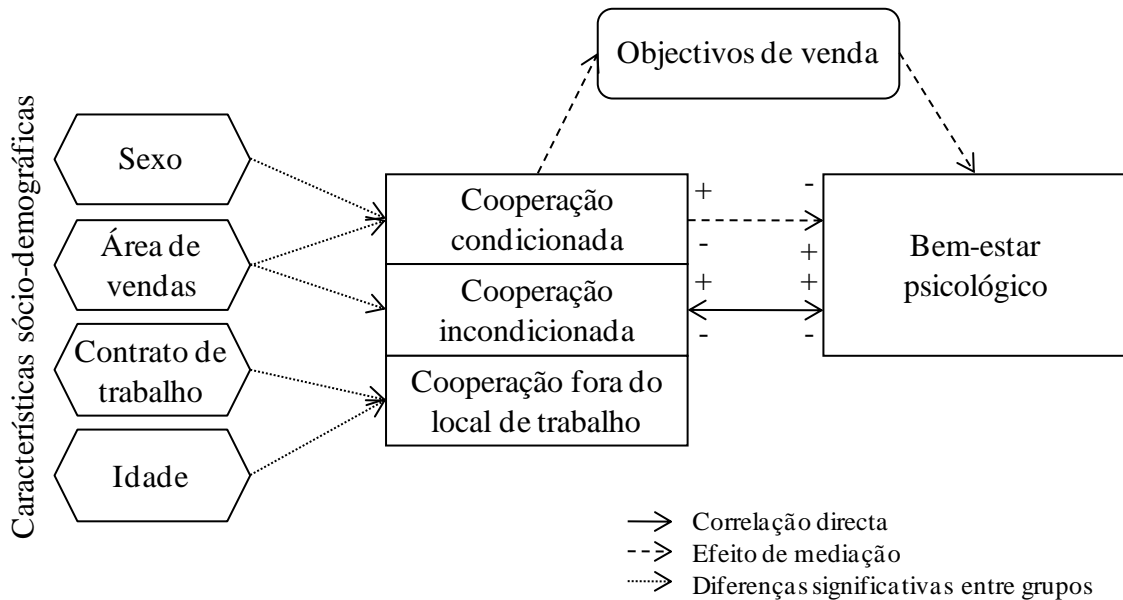 Objectivos de venda
Características sócio-demográficas
Sexo
Área de
vendas
Contrato de
trabalho
Idade
Cooperação
condicionada
Cooperação
incondicionada
Cooperação fora do
local de trabalho
+
-
-
+
+
+
-
-
Bem-estar
psicológico
Correlação directa
Efeito de mediação
Diferenças significativas entre grupos